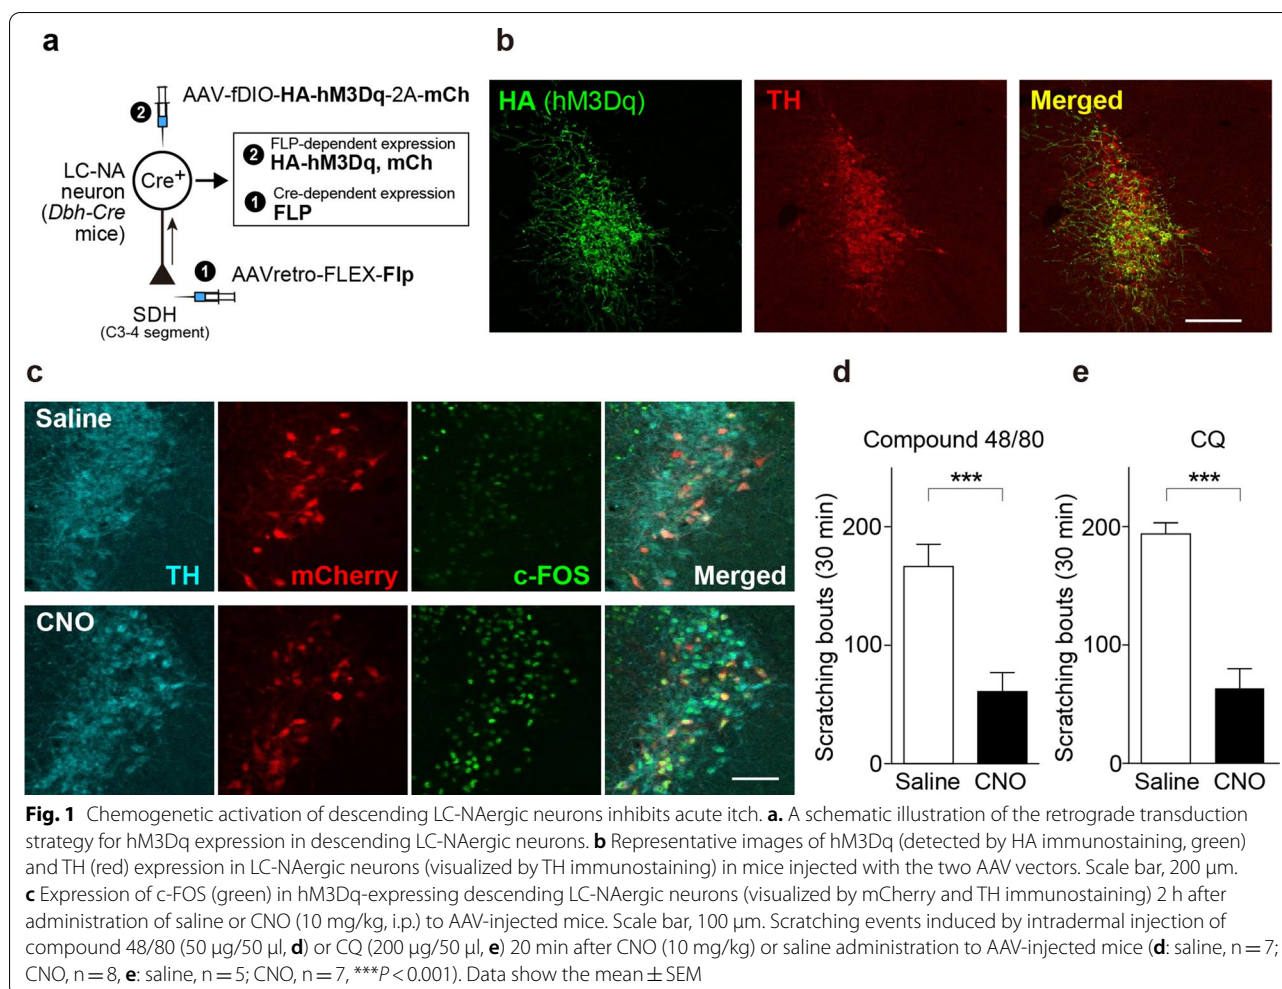 a
AAV-fDIO-HA-hM3Dq-2A-mCh
2
LC-NA
neuron
(Dbh-Cre
mice)
Cre+
FLP-dependent expression
2 HA-hM3Dq, mCh
Cre-dependent expression
1 FLP
1 AAVretro-FLEX-Flp
SDH
(C3-4 segment)
b
HA (hM3Dq)
TH
Merged
c
Saline
TH
mCherry
c-FOS
Merged
CNO
d
Compound 48/80
***
Scratching bouts (30 min)
200
100
0
Saline CNO
e
CQ
***
Scratching bouts (30 min)
200
100
0
Saline CNO
Fig. 1 Chemogenetic activation of descending LC-NAergic neurons inhibits acute itch. a. A schematic illustration of the retrograde transduction
strategy for hM3Dq expression in descending LC-NAergic neurons. b Representative images of hM3Dq (detected by HA immunostaining, green)
and TH (red) expression in LC-NAergic neurons (visualized by TH immunostaining) in mice injected with the two AAV vectors. Scale bar, 200 µm.
c Expression of c-FOS (green) in hM3Dq-expressing descending LC-NAergic neurons (visualized by mCherry and TH immunostaining) 2 h after
administration of saline or CNO (10 mg/kg, i.p.) to AAV-injected mice. Scale bar, 100 µm. Scratching events induced by intradermal injection of
compound 48/80 (50 µg/50 µl, d) or CQ (200 µg/50 µl, e) 20 min after CNO (10 mg/kg) or saline administration to AAV-injected mice (d: saline, n = 7;
CNO, n = 8, e: saline, n = 5; CNO, n = 7, ***P < 0.001). Data show the mean ± SEM